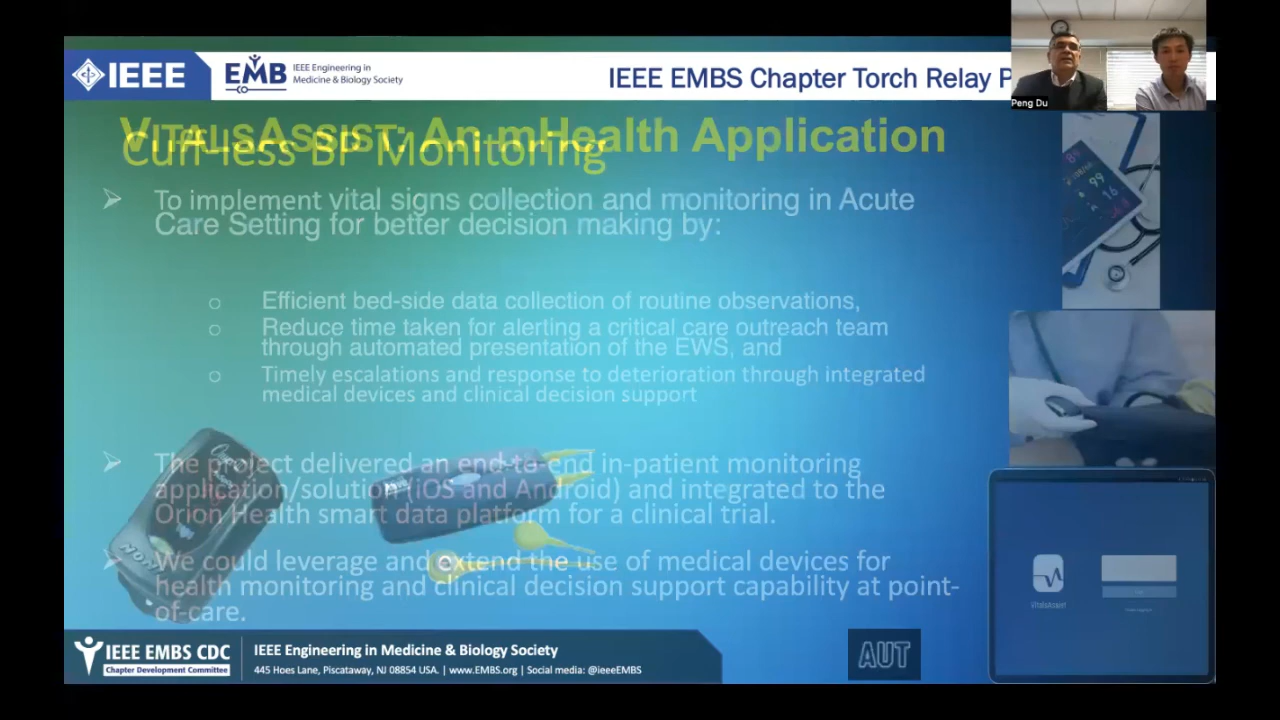 IEEE
EMB
IEEE Engineering in
Medicine & Biology Society
IEEE EMBS Chapter Torch Relay P
Peng Du
VITALSASSIST: An mHealth Application
Cuff-less BP Monitoring
To implement vital signs collection and monitoring in Acute
Care Setting for better decision making by:
Efficient bed-side data collection of routine observations,
Reduce time taken for alerting a critical care outreach team
through automated presentation of the EWS, and
Timely escalations and response to deterioration through integrated
medical devices and clinical decision support
The project delivered an end-to end in-patient monitoring
application/solution (iOS and Android) and integrated to the
Orion Health smart data platform for a clinical trial.
We could leverage and extend the use of medical devices for
health monitoring and clinical decision support capability at point-
of-care.
99
16
VitalsAssist
IEEE EMBS CDC
Chapter Development Committee
IEEE Engineering in Medicine & Biology Society
445 Hoes Lane, Piscataway, NJ 08854 USA. | www.EMBS.org | Social media: @ieeeEMBS
AUT